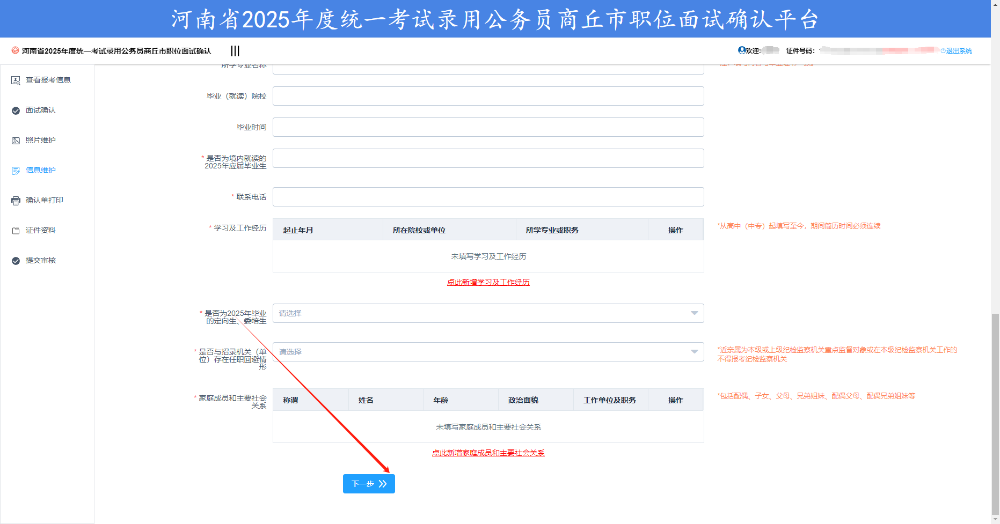 河南省2025年度统一考试录用公务员商丘市职位面试确认平台
河南省2025年度统一考试录用公务员商丘市职位面试确认
欢迎:
证件号码：
退出系统
查看报考信息
面试确认
照片维护
信息维护
确认单打印
证件资料
提交审核
所学专业名称
毕业（就读）院校
毕业时间
* 是否为境内就读的
2025年应届毕业生
* 联系电话
* 学习及工作经历
起止年月 所在院校或单位 所学专业或职务 操作
*从高中（中专）起填写至今，期间简历时间必须连续
未填写学习及工作经历
点此新增学习及工作经历
* 是否为2025年毕业
的定向生、委培生
请选择
* 是否与招录机关（单
位）存在任职回避情
形
请选择
*近亲属为本级或上级纪检监察机关重点监督对象或在本级纪检监察机关工作的
不得报考纪检监察机关
* 家庭成员和主要社会
关系
称谓 姓名 年龄 政治面貌 工作单位及职务 操作
*包括配偶、子女、父母、兄弟姐妹、配偶父母、配偶兄弟姐妹等
未填写家庭成员和主要社会关系
点此新增家庭成员和主要社会关系
下一步